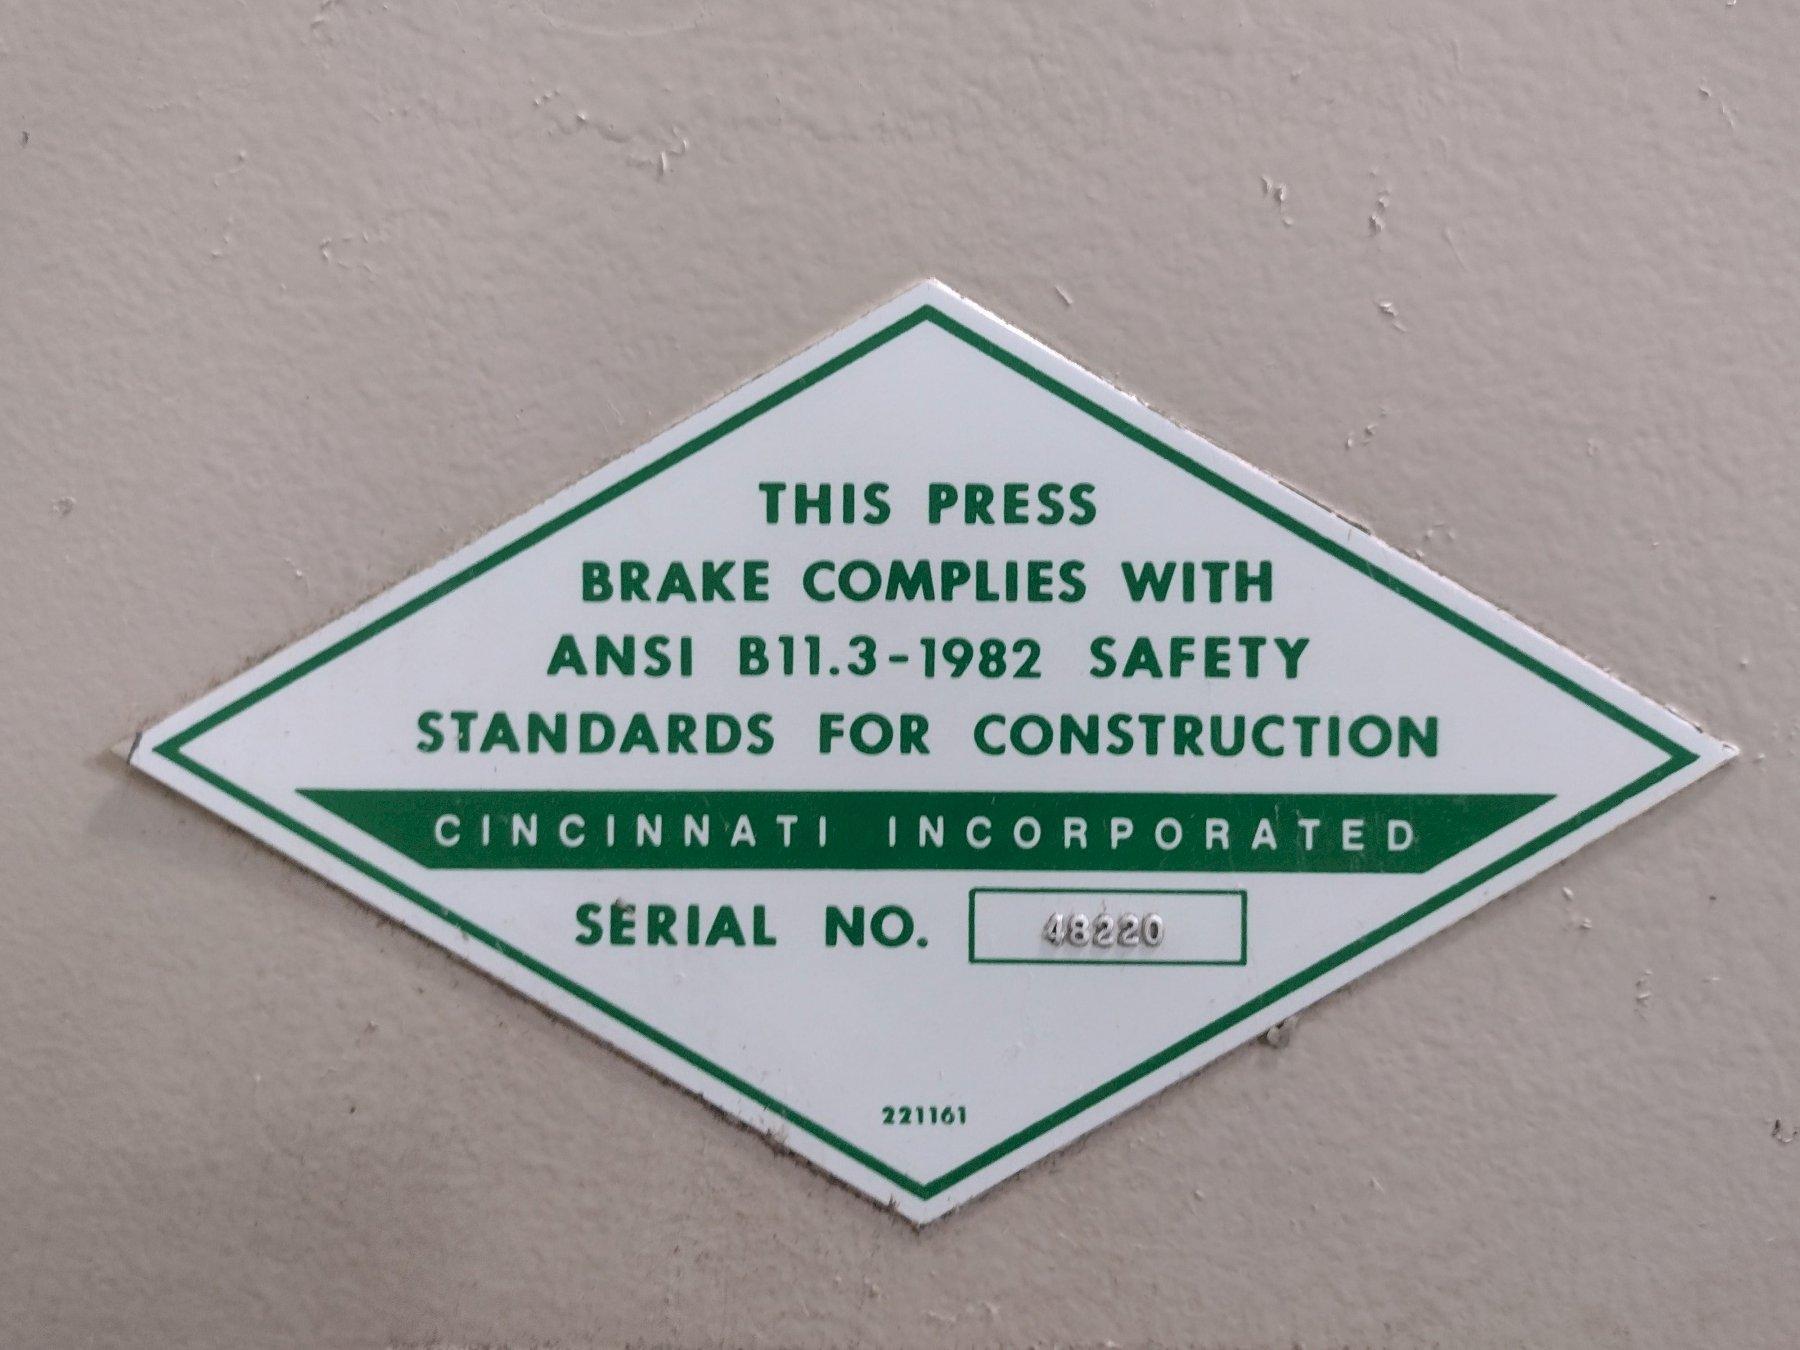 THIS PRESS
BRAKE COMPLIES WITH
ANSI B11.3-1982 SAFETY
STANDARDS FOR CONSTRUCTION
CINCINNATI INCORPORATED
SERIAL NO. 48220
221161